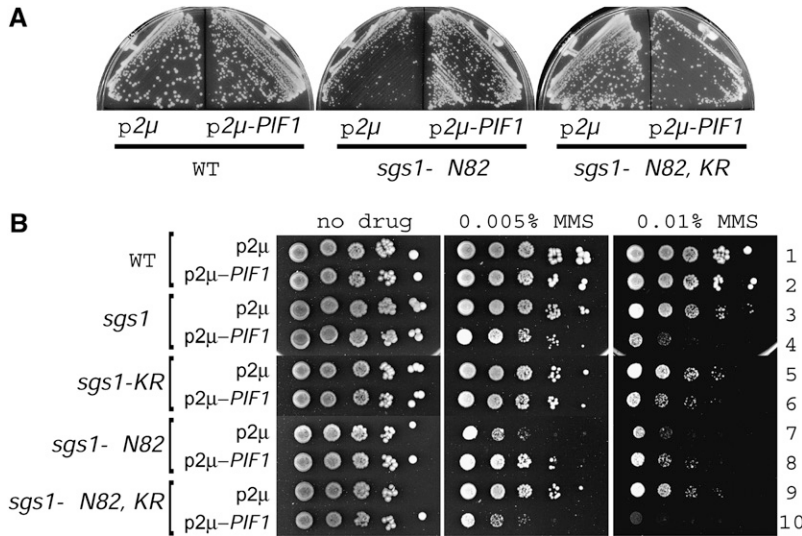 A
p2μ p2μ-PIF1 p2μ p2μ-PIF1 p2μ p2μ-PIF1
WT sgs1- N82 sgs1- N82, KR
B
no drug 0.005% MMS 0.01% MMS
WT
p2μ 1
p2μ-PIF1 2
sgs1
p2μ 3
p2μ-PIF1 4
sgs1-KR
p2μ 5
p2μ-PIF1 6
sgs1- N82
p2μ 7
p2μ-PIF1 8
sgs1- N82, KR
p2μ 9
p2μ-PIF1 10